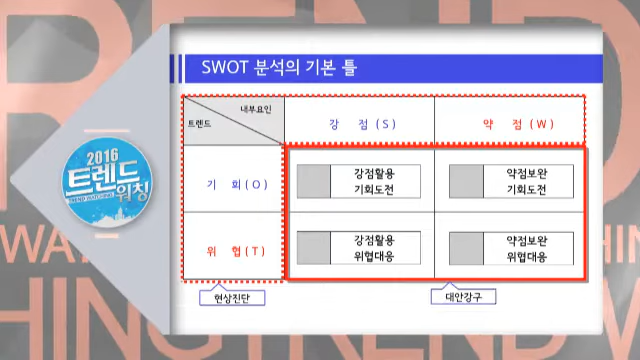 SWOT 분석의 기본 틀
내부요인
트렌드
강 점 (S)
약 점 (W)
기 회 (O)
강점활용
기회도전
약점보완
기회도전
위 협 (T)
강점활용
위협대응
약점보완
위협대응
현상진단
대안강구
2016
트렌드
TREND WATCHING
워칭